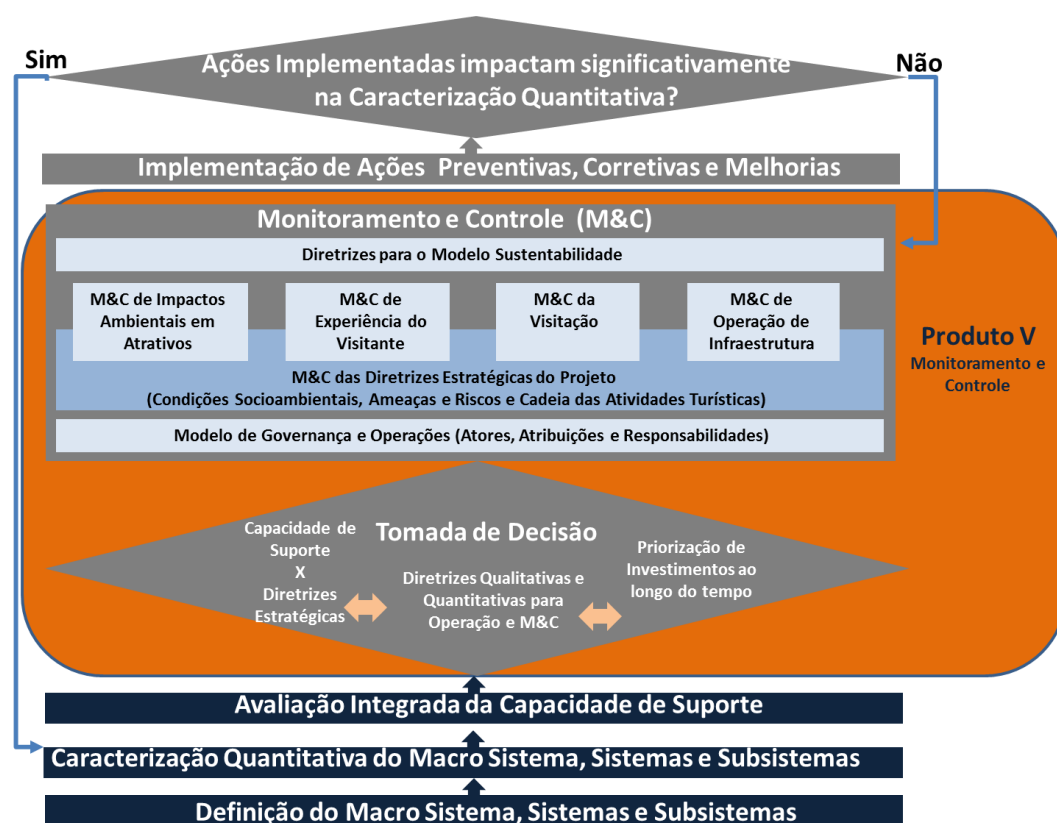 Sim
Não
Ações Implementadas impactam significativamente
na Caracterização Quantitativa?
Implementação de Ações Preventivas, Corretivas e Melhorias
Monitoramento e Controle (M&C)
Diretrizes para o Modelo Sustentabilidade
M&C de Impactos
Ambientais em
Atrativos
M&C de
Experiência do
Visitante
M&C da
Visitação
M&C de
Operação de
Infraestrutura
M&C das Diretrizes Estratégicas do Projeto
(Condições Socioambientais, Ameaças e Riscos e Cadeia das Atividades Turísticas)
Modelo de Governança e Operações (Atores, Atribuições e Responsabilidades)
Produto V
Monitoramento e
Controle
Tomada de Decisão
Capacidade de
Suporte
X
Diretrizes
Estratégicas
Diretrizes Qualitativas e
Quantitativas para
Operação e M&C
Priorização de
Investimentos ao
longo do tempo
Avaliação Integrada da Capacidade de Suporte
Caracterização Quantitativa do Macro Sistema, Sistemas e Subsistemas
Definição do Macro Sistema, Sistemas e Subsistemas